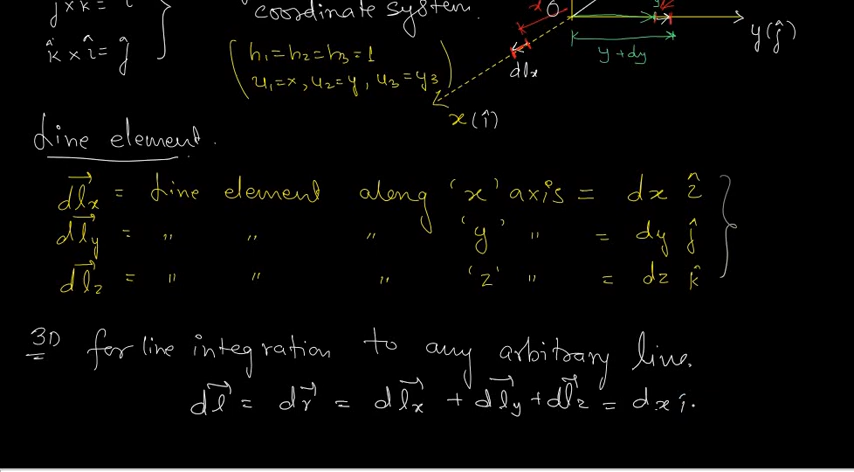 coordinate system.
k̂ × î = ĵ
(h₁ = h₂ = h₃ = 1
u₁ = x, u₂ = y, u₃ = y₃)
x
O
y + dy
y(ĵ)
dlx
x(î)
Line element.
dl⃗x = Line element along 'x' axis = dx î
dl⃗y = " " " 'y' " = dy ĵ
dl⃗z = " " " 'z' " = dz k̂
3D for line integration to any arbitrary line.
dl⃗ = dr⃗ = dl⃗x + dl⃗y + dl⃗z = dx î